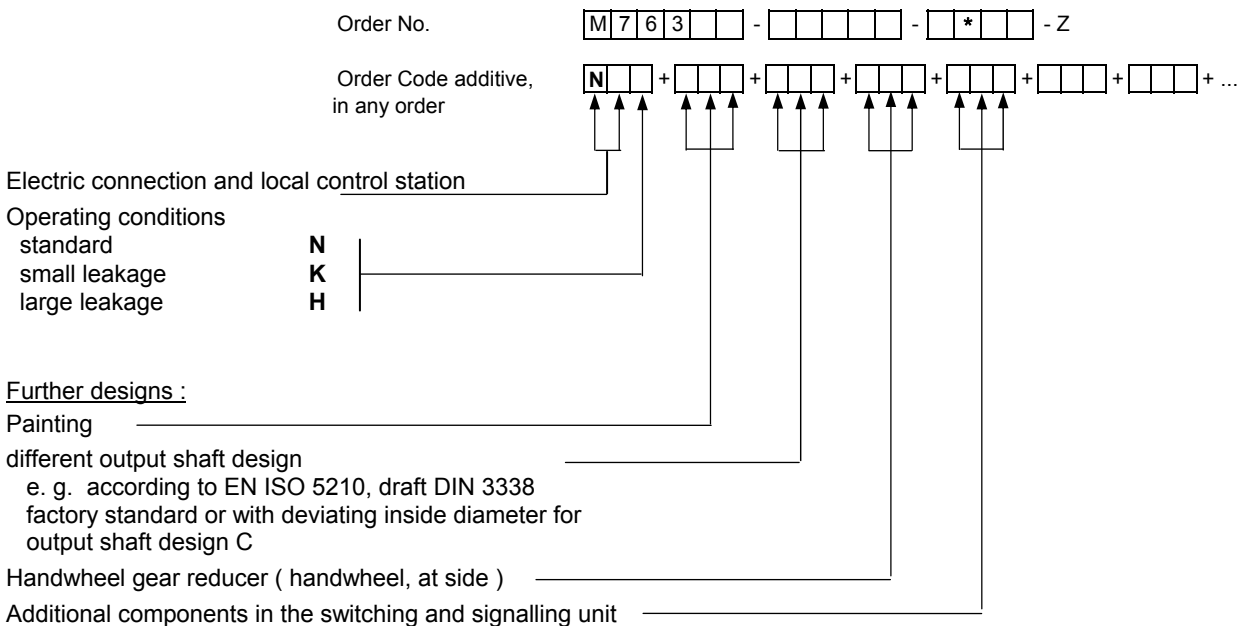 Order No. M 7 6 3 - - * - Z
Order Code additive, N + + + + + + + ...
in any order
Electric connection and local control station
Operating conditions
standard N
small leakage K
large leakage H
Further designs :
Painting
different output shaft design
e. g. according to EN ISO 5210, draft DIN 3338
factory standard or with deviating inside diameter for
output shaft design C
Handwheel gear reducer ( handwheel, at side )
Additional components in the switching and signalling unit